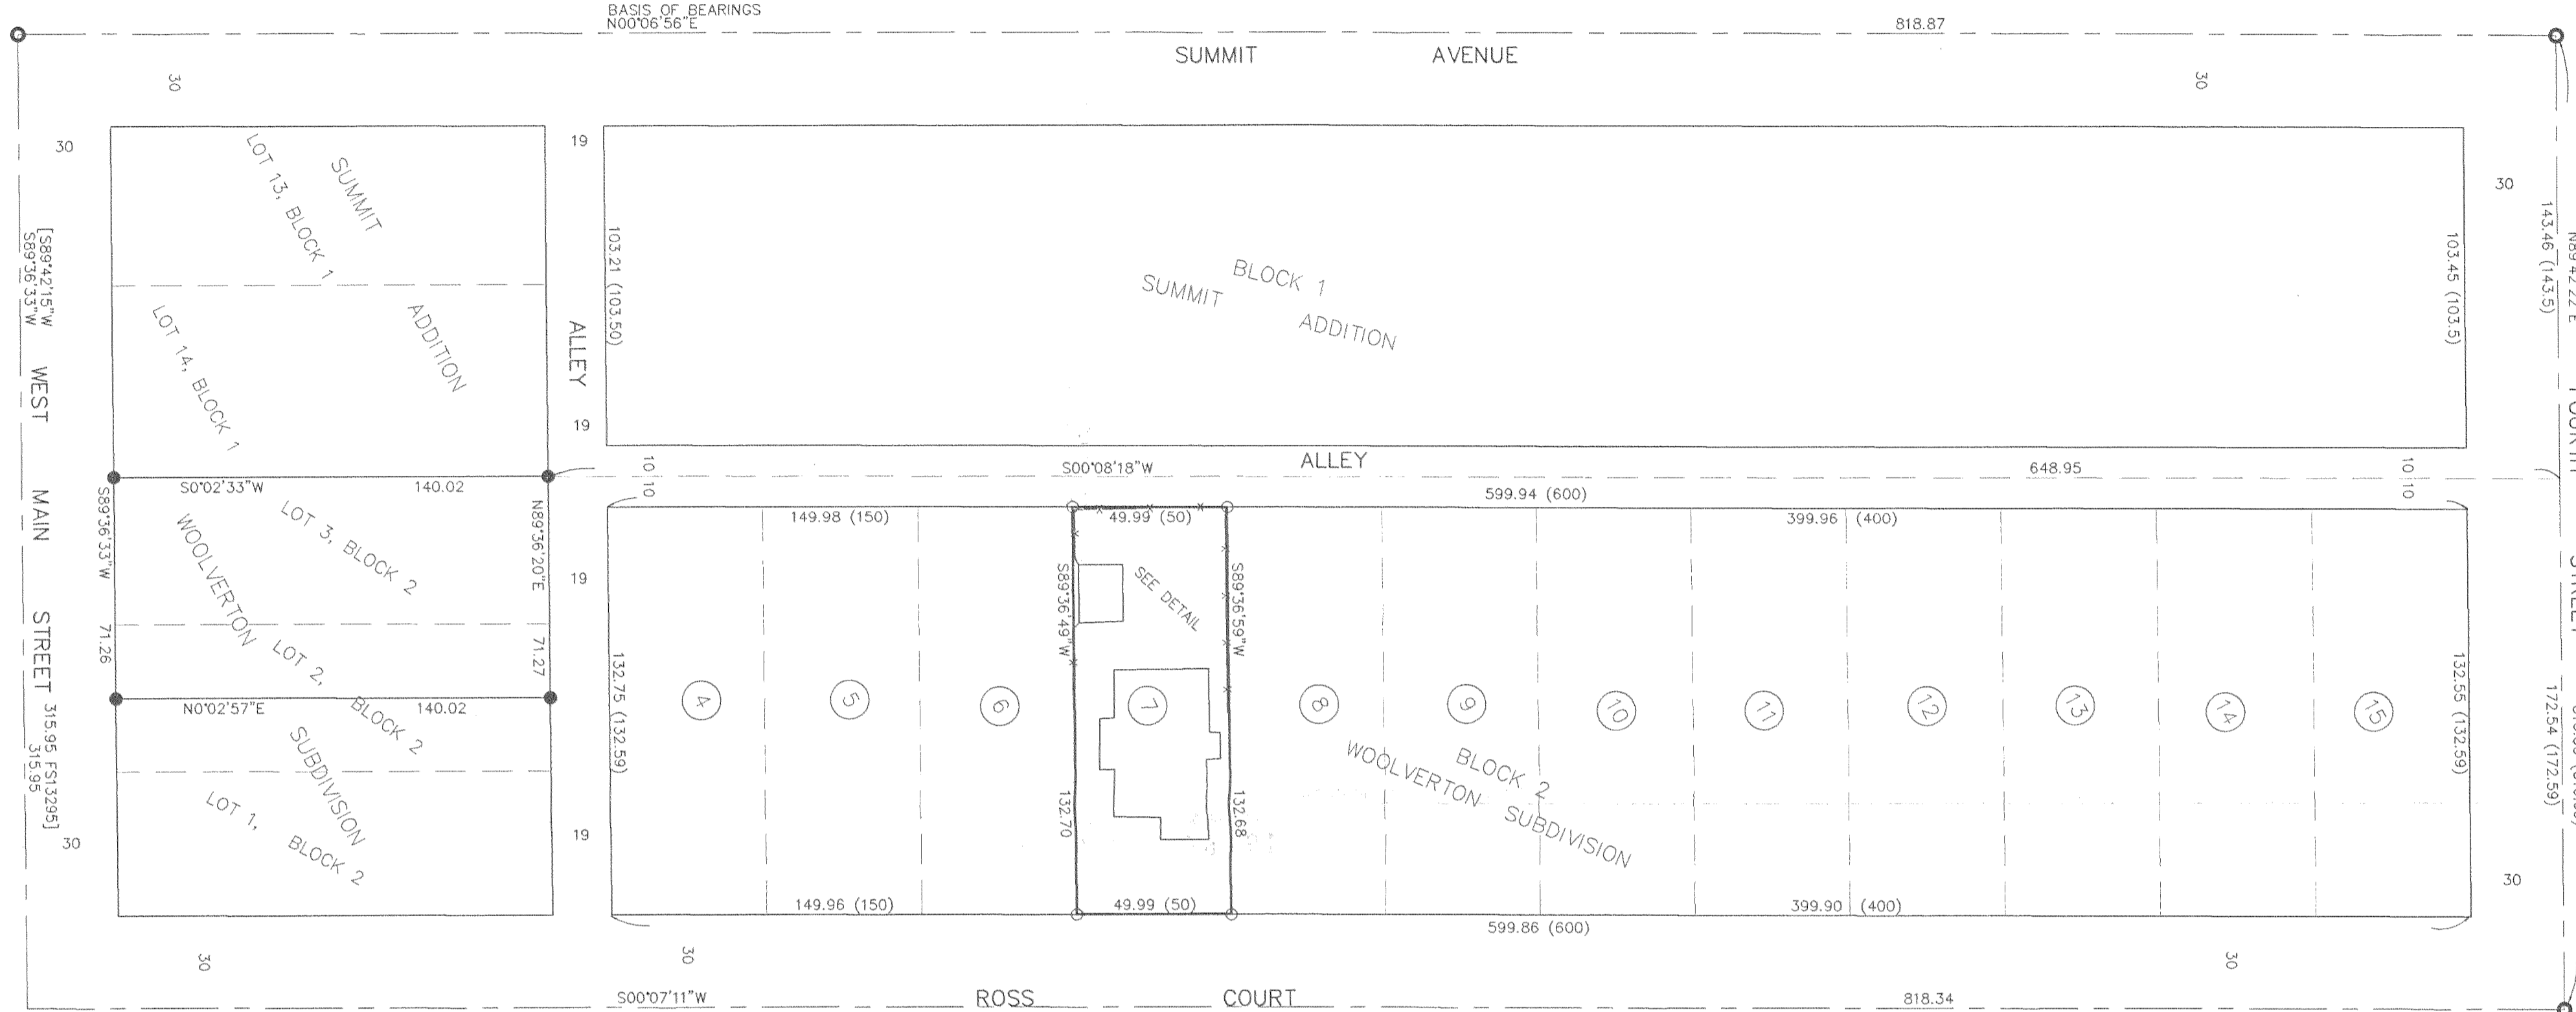 BASIS OF BEARINGS
N00°06'56"E
818.87
SUMMIT AVENUE
30
30
30
19
30
LOT 13, BLOCK 1
SUMMIT
ADDITION
LOT 14, BLOCK 1
[S89°42'15"W
S89°36'33"W
WEST MAIN STREET
315.95 FS13295]
315.95
30
ALLEY
19
103.21 (103.50)
BLOCK 1
SUMMIT
ADDITION
103.45 (103.5)
143.46 (143.5)
N89°42'22"E
STREET
172.54 (172.59)
10
10
S00°08'18"W
ALLEY
648.95
10
10
599.94 (600)
S0°02'33"W
140.02
S89°36'33"W
71.26
N89°36'20"E
71.27
LOT 3, BLOCK 2
WOOLVERTON
LOT 2,
BLOCK 2
N0°02'57"E
140.02
SUBDIVISION
LOT 1,
BLOCK 2
19
19
149.98 (150)
49.99 (50)
399.96 (400)
S89°36'49"W
SEE DETAIL
S89°36'59"W
132.75 (132.59)
132.70
132.68
132.55 (132.59)
4
5
6
7
8
9
10
11
12
13
14
15
BLOCK 2
WOOLVERTON SUBDIVISION
149.96 (150)
49.99 (50)
399.90 (400)
599.86 (600)
30
30
30
30
S00°07'11"W
ROSS COURT
818.34